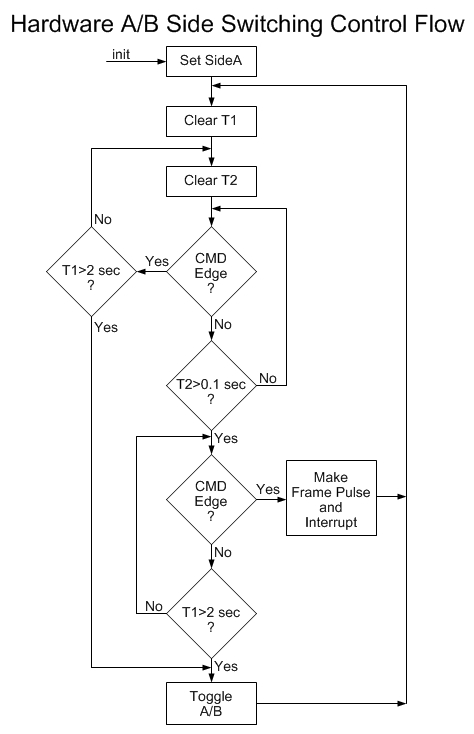 Hardware A/B Side Switching Control Flow
init
Set SideA
Clear T1
Clear T2
No
CMD
Edge
?
Yes
T1>2 sec
?
Yes
No
T2>0.1 sec
?
No
Yes
CMD
Edge
?
Yes
Make
Frame Pulse
and
Interrupt
No
T1>2 sec
?
No
Yes
Toggle
A/B